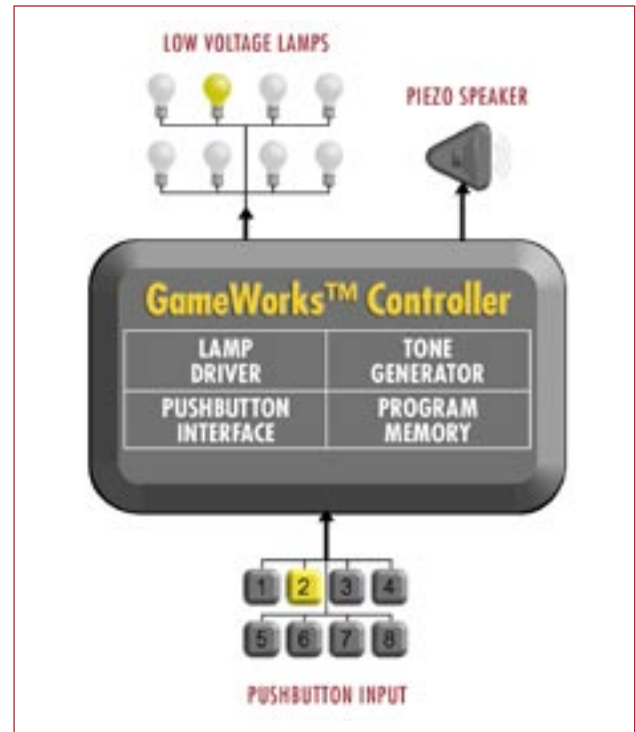 LOW VOLTAGE LAMPS
PIEZO SPEAKER
GameWorks™ Controller
LAMP
DRIVER
TONE
GENERATOR
PUSHBUTTON
INTERFACE
PROGRAM
MEMORY
1 2 3 4
5 6 7 8
PUSHBUTTON INPUT